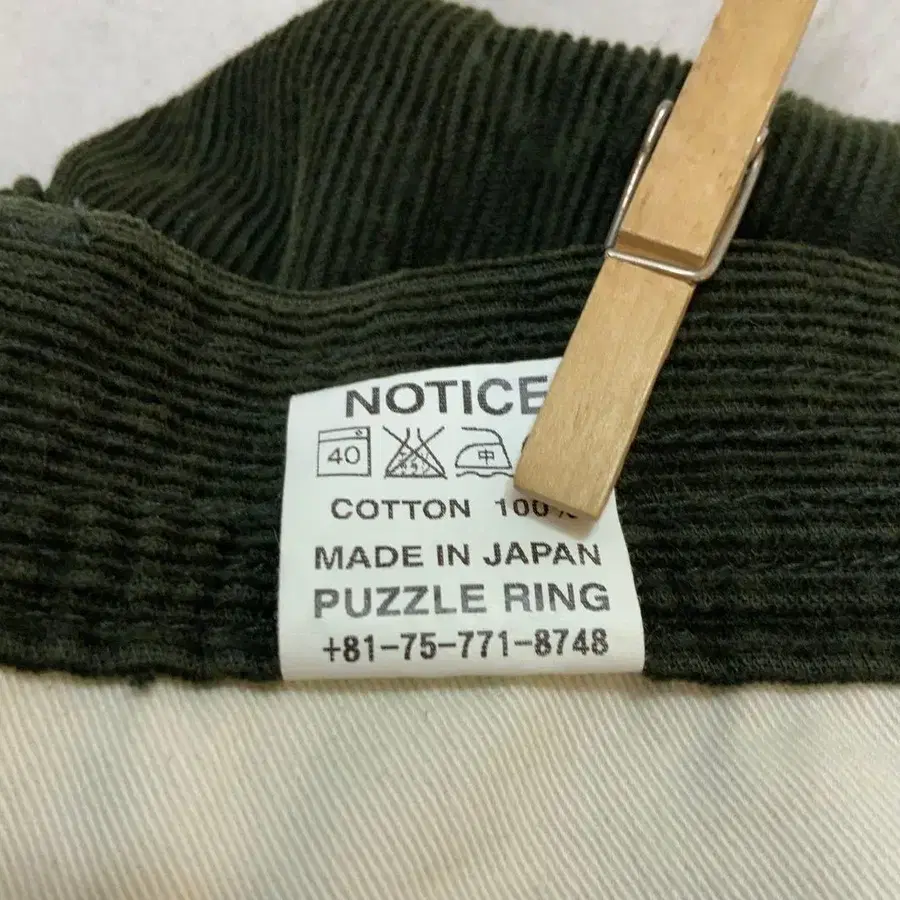 NOTICE
40 中
COTTON 100%
MADE IN JAPAN
PUZZLE RING
+81-75-771-8748